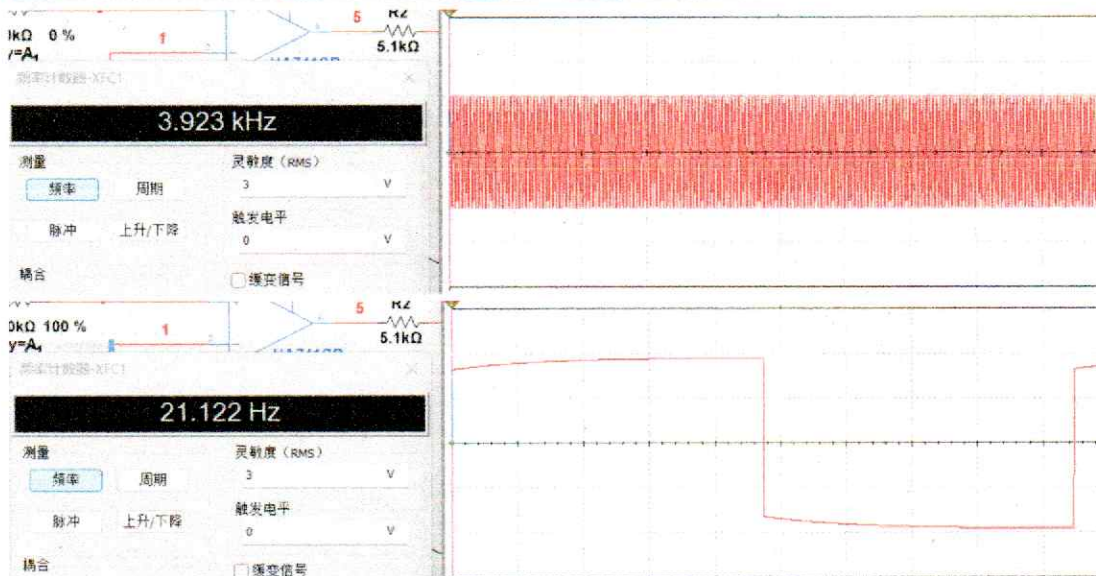 5 R2
0kΩ 0 %
1
y=A₁
5.1kΩ
频率计数器-XFC1
3.923 kHz
测量 灵敏度（RMS）
频率 周期 3 V
触发电平
脉冲 上升/下降 0 V
耦合 缓变信号
5 R2
0kΩ 100 %
1
y=A₁
5.1kΩ
频率计数器-XFC1
21.122 Hz
测量 灵敏度（RMS）
频率 周期 3 V
触发电平
脉冲 上升/下降 0 V
耦合 缓变信号